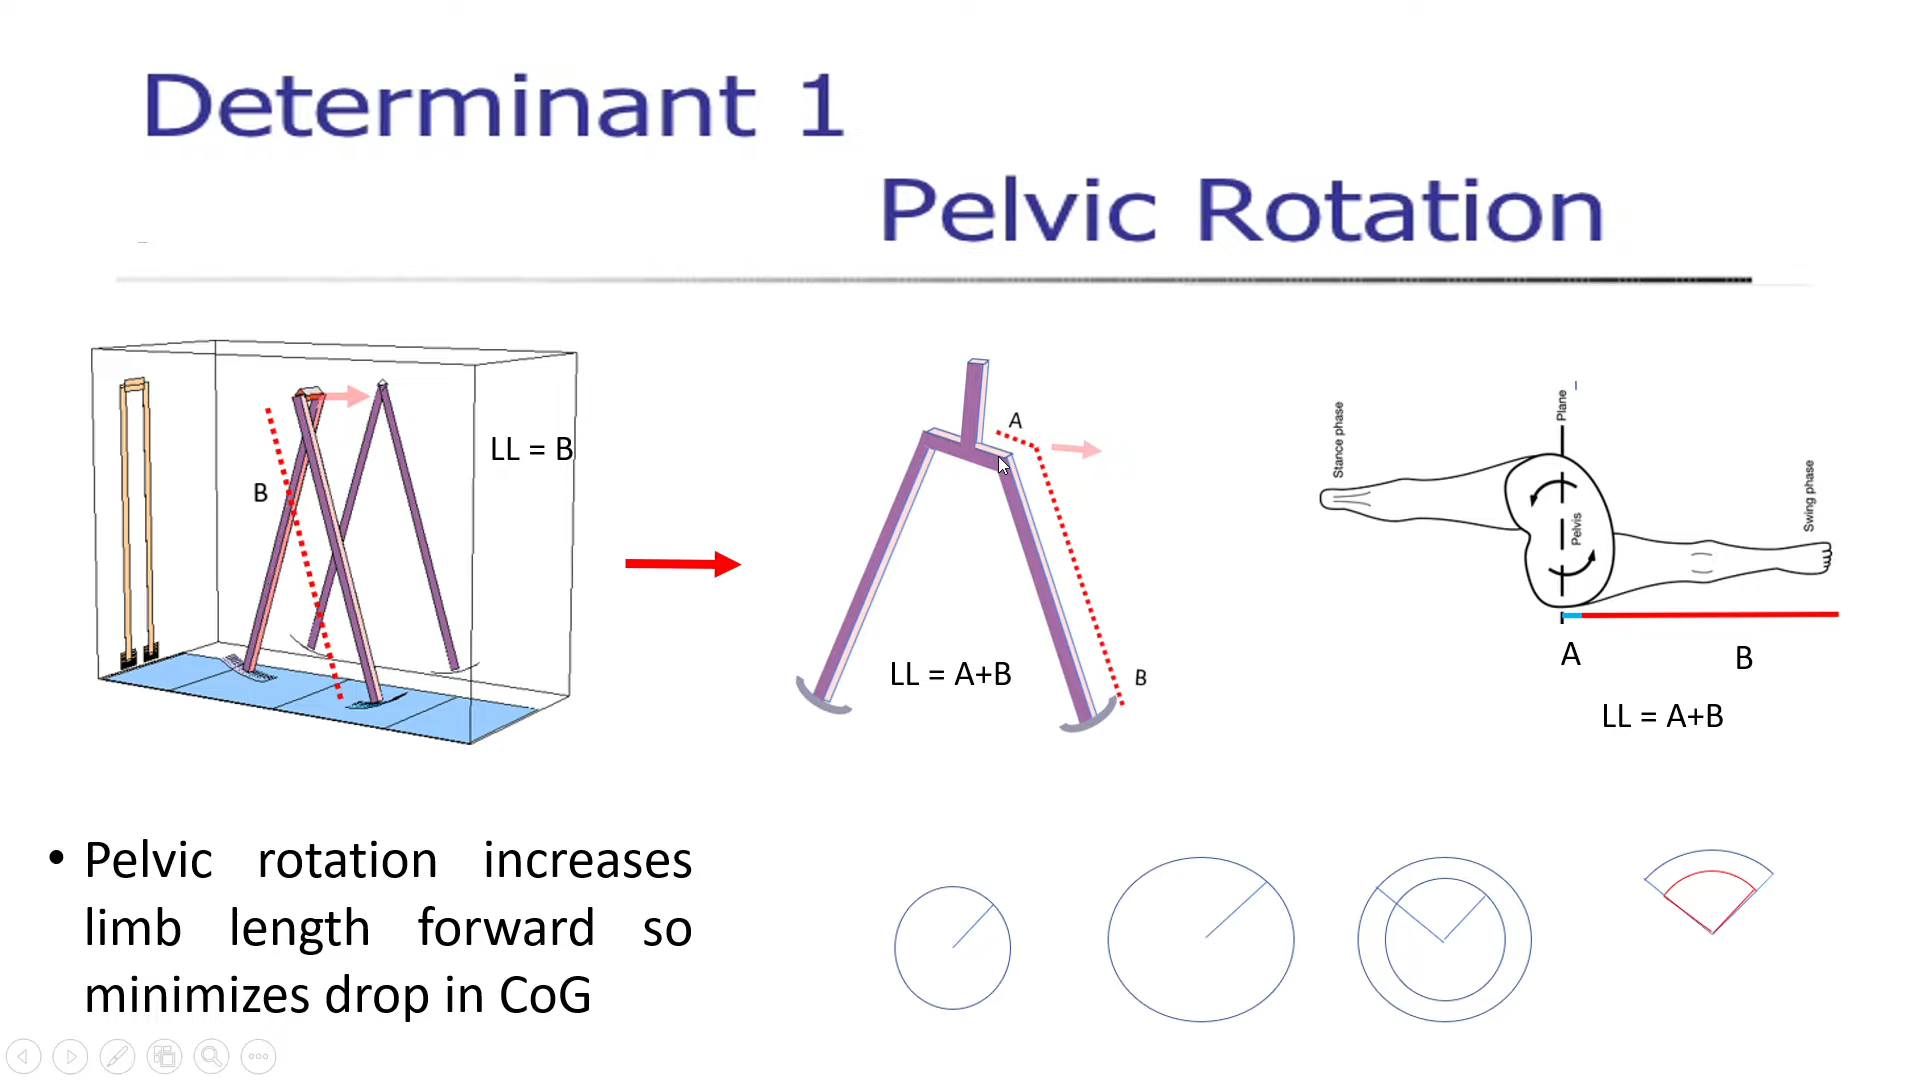 Determinant 1
Pelvic Rotation
LL = B
B
A
LL = A+B
B
Stance phase
Plane
Pelvis
Swing phase
A
B
LL = A+B
• Pelvic rotation increases
limb length forward so
minimizes drop in CoG